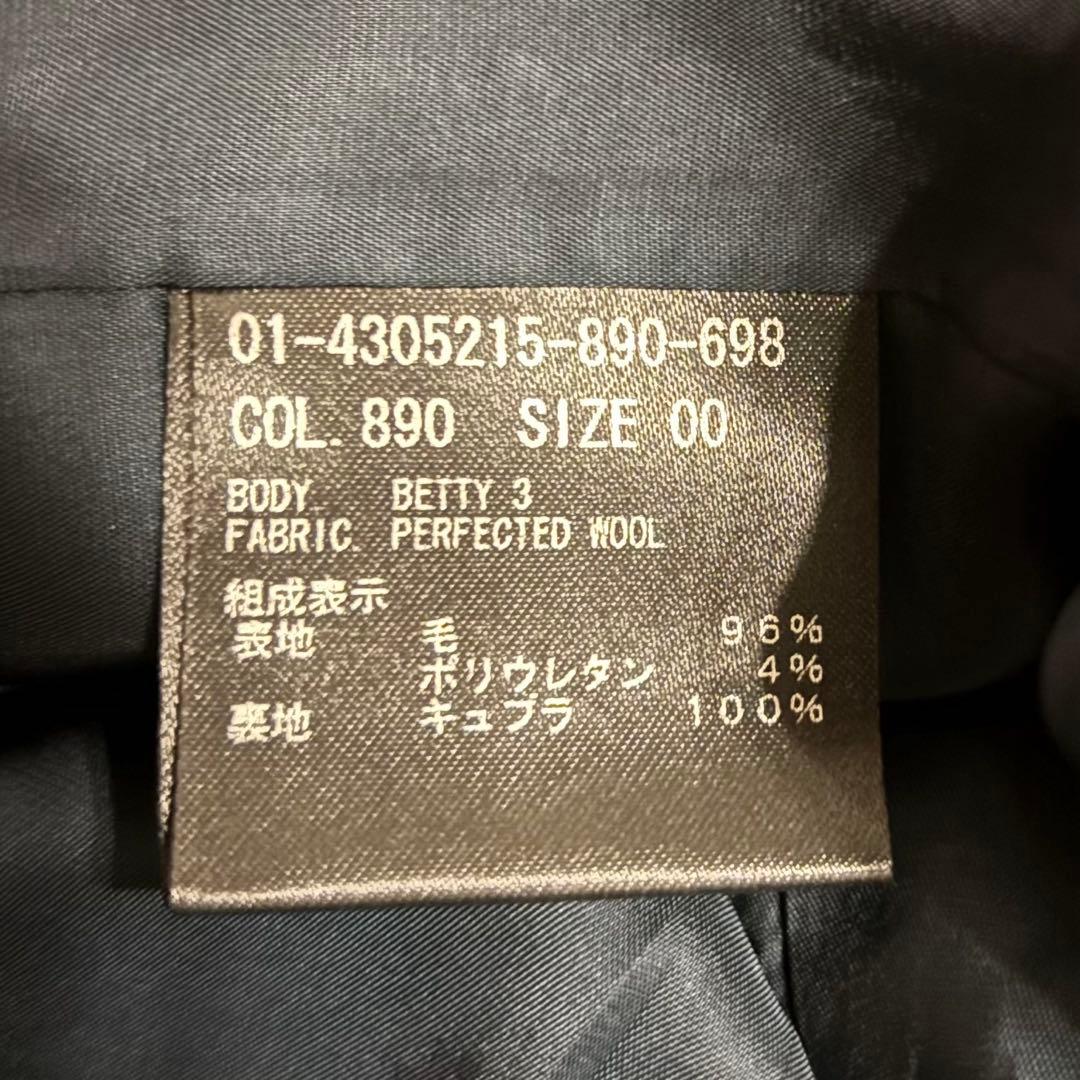 01-4305215-890-698
COL. 890 SIZE 00
BODY. BETTY 3
FABRIC. PERFECTED WOOL
組成表示
表地 毛 96%
ポリウレタン 4%
裏地 キュプラ 100%